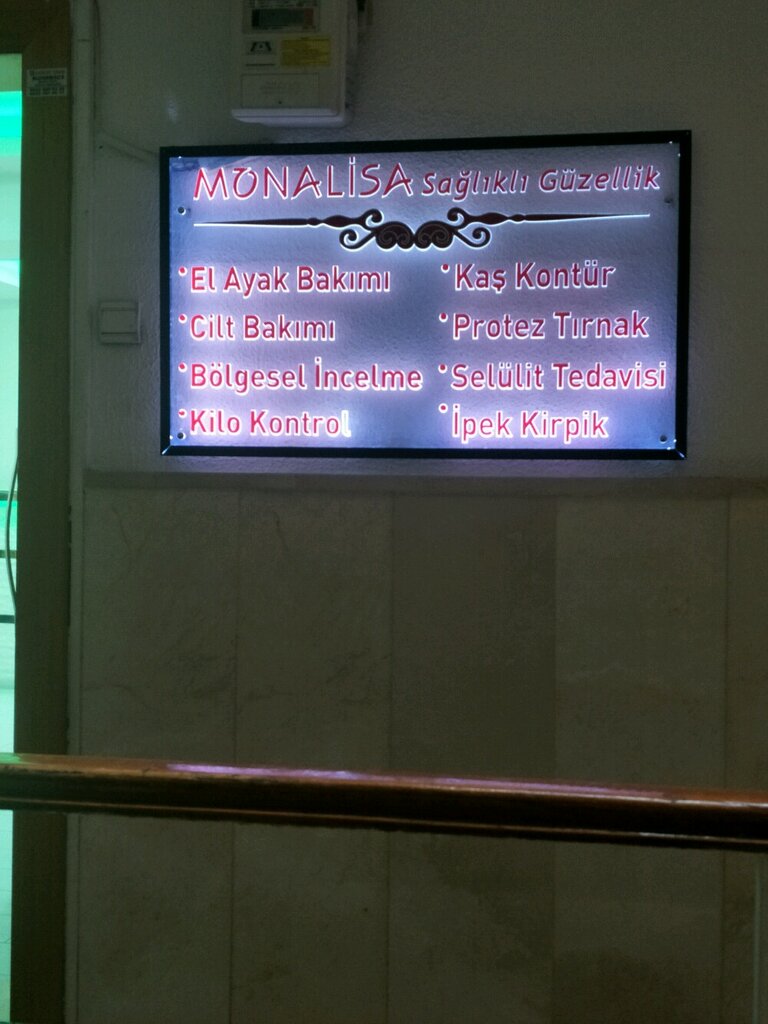 MONALİSA Sağlıklı Güzellik
• El Ayak Bakımı
• Cilt Bakımı
• Bölgesel İncelme
• Kilo Kontrol
• Kaş Kontür
• Protez Tırnak
• Selülit Tedavisi
• İpek Kirpik